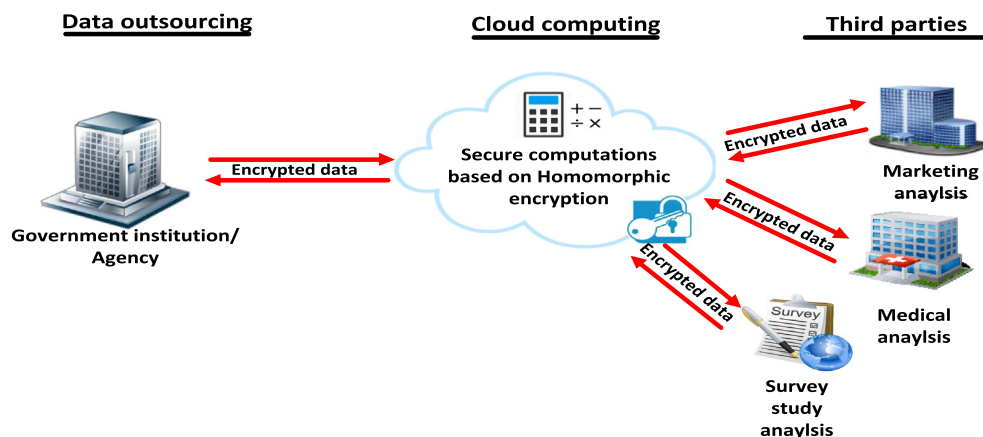 Data outsourcing
Cloud computing
Third parties
+ −
÷ ×
Secure computations
based on Homomorphic
encryption
Encrypted data
Government institution/
Agency
Encrypted data
Marketing
anaylsis
Encrypted data
Medical
anaylsis
Encrypted data
Survey
Survey
study
anaylsis